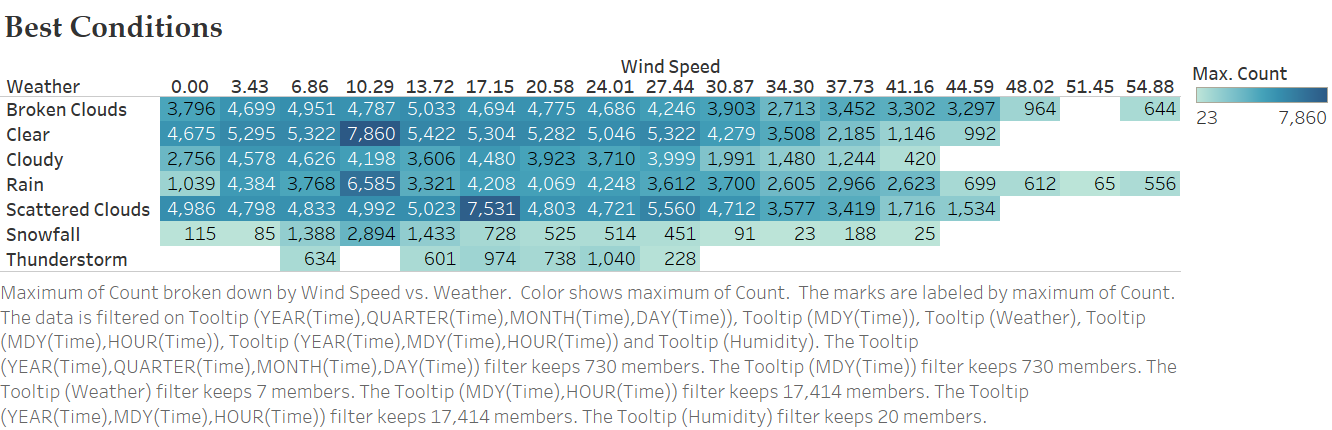 Best Conditions
Wind Speed
Max. Count
Weather 0.00 3.43 6.86 10.29 13.72 17.15 20.58 24.01 27.44 30.87 34.30 37.73 41.16 44.59 48.02 51.45 54.88
Broken Clouds 3,796 4,699 4,951 4,787 5,033 4,694 4,775 4,686 4,246 3,903 2,713 3,452 3,302 3,297 964 644
23 7,860
Clear 4,675 5,295 5,322 7,860 5,422 5,304 5,282 5,046 5,322 4,279 3,508 2,185 1,146 992
Cloudy 2,756 4,578 4,626 4,198 3,606 4,480 3,923 3,710 3,999 1,991 1,480 1,244 420
Rain 1,039 4,384 3,768 6,585 3,321 4,208 4,069 4,248 3,612 3,700 2,605 2,966 2,623 699 612 65 556
Scattered Clouds 4,986 4,798 4,833 4,992 5,023 7,531 4,803 4,721 5,560 4,712 3,577 3,419 1,716 1,534
Snowfall 115 85 1,388 2,894 1,433 728 525 514 451 91 23 188 25
Thunderstorm 634 601 974 738 1,040 228
Maximum of Count broken down by Wind Speed vs. Weather. Color shows maximum of Count. The marks are labeled by maximum of Count.
The data is filtered on Tooltip (YEAR(Time),QUARTER(Time),MONTH(Time),DAY(Time)), Tooltip (MDY(Time)), Tooltip (Weather), Tooltip
(MDY(Time),HOUR(Time)), Tooltip (YEAR(Time),MDY(Time),HOUR(Time)) and Tooltip (Humidity). The Tooltip
(YEAR(Time),QUARTER(Time),MONTH(Time),DAY(Time)) filter keeps 730 members. The Tooltip (MDY(Time)) filter keeps 730 members. The
Tooltip (Weather) filter keeps 7 members. The Tooltip (MDY(Time),HOUR(Time)) filter keeps 17,414 members. The Tooltip
(YEAR(Time),MDY(Time),HOUR(Time)) filter keeps 17,414 members. The Tooltip (Humidity) filter keeps 20 members.